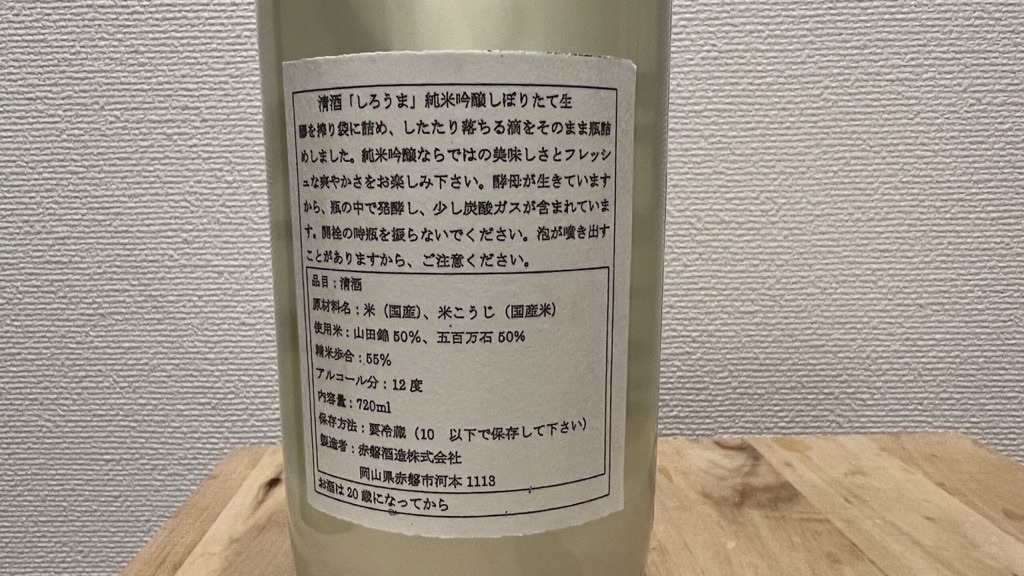 清酒「しろうま」純米吟醸しぼりたて生
醪を搾り袋に詰め、したたり落ちる滴をそのまま瓶詰
めしました。純米吟醸ならではの美味しさとフレッシ
ュな爽やかさをお楽しみ下さい。酵母が生きています
から、瓶の中で発酵し、少し炭酸ガスが含まれていま
す。開栓の時瓶を振らないでください。泡が噴き出す
ことがありますから、ご注意ください。
品目：清酒
原材料名：米（国産）、米こうじ（国産米）
使用米：山田錦 50%、五百万石 50%
精米歩合：55%
アルコール分：12 度
内容量：720ml
保存方法：要冷蔵（10　以下で保存して下さい）
製造者：赤磐酒造株式会社
岡山県赤磐市河本 1113
お酒は 20 歳になってから